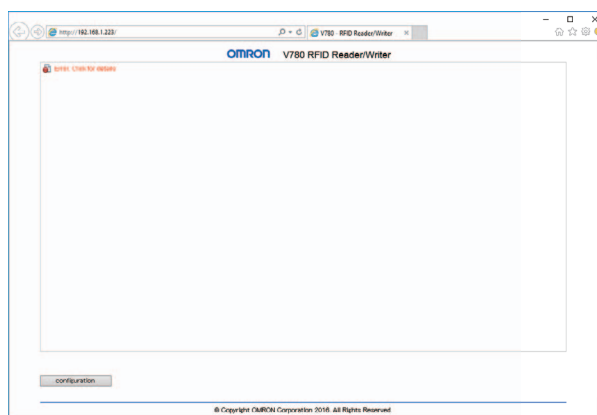 http://192.168.1.223/
V780 - RFID Reader/Writer
OMRON V780 RFID Reader/Writer
Error. Click for details
configuration
© Copyright OMRON Corporation 2016. All Rights Reserved